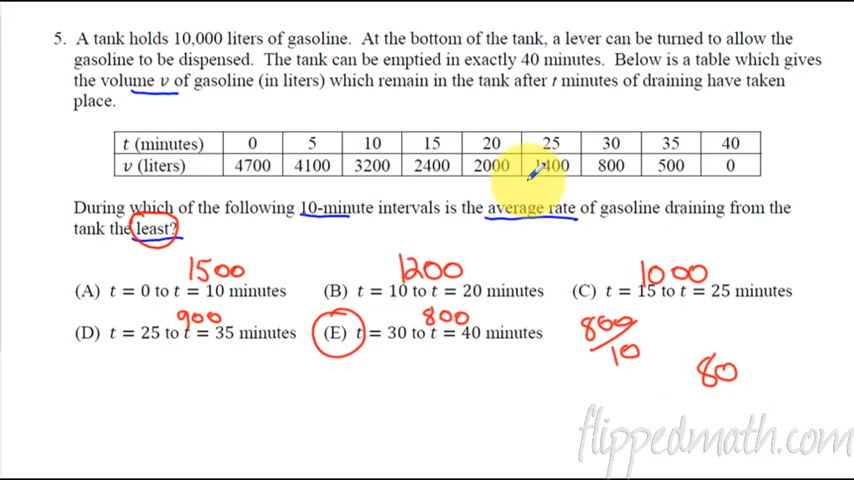 5. A tank holds 10,000 liters of gasoline. At the bottom of the tank, a lever can be turned to allow the
gasoline to be dispensed. The tank can be emptied in exactly 40 minutes. Below is a table which gives
the volume v of gasoline (in liters) which remain in the tank after t minutes of draining have taken
place.
t (minutes) 0 5 10 15 20 25 30 35 40
v (liters) 4700 4100 3200 2400 2000 1400 800 500 0
During which of the following 10-minute intervals is the average rate of gasoline draining from the
tank the least?
1500 1200 1000
(A) t = 0 to t = 10 minutes (B) t = 10 to t = 20 minutes (C) t = 15 to t = 25 minutes
900 800 800
(D) t = 25 to t = 35 minutes (E) t = 30 to t = 40 minutes
10
80
flippedmath.com